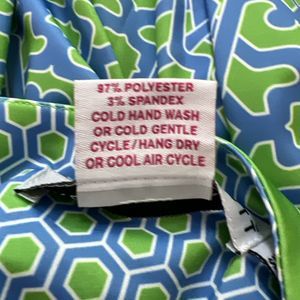 97% POLYESTER
3% SPANDEX
COLD HAND WASH
OR COLD GENTLE
CYCLE/HANG DRY
OR COOL AIR CYCLE